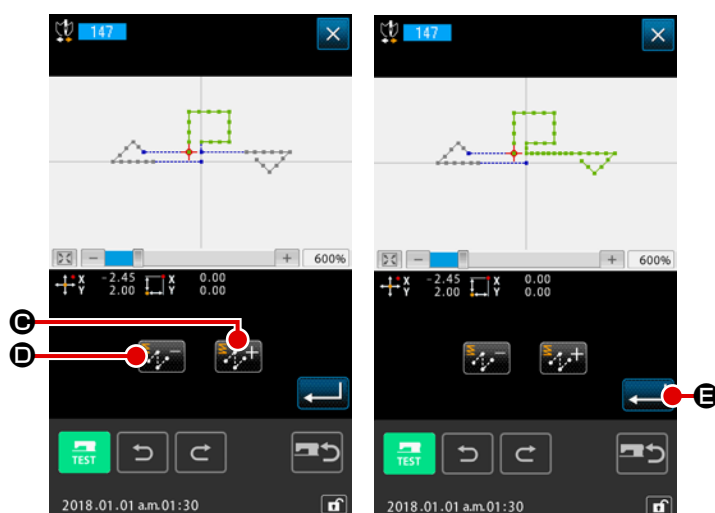 147
600%
X -2.45 X 0.00
Y 2.00 Y 0.00
C
D
TEST
2018.01.01 a.m.01:30
147
600%
X -2.45 X 0.00
Y 2.00 Y 0.00
E
TEST
2018.01.01 a.m.01:30